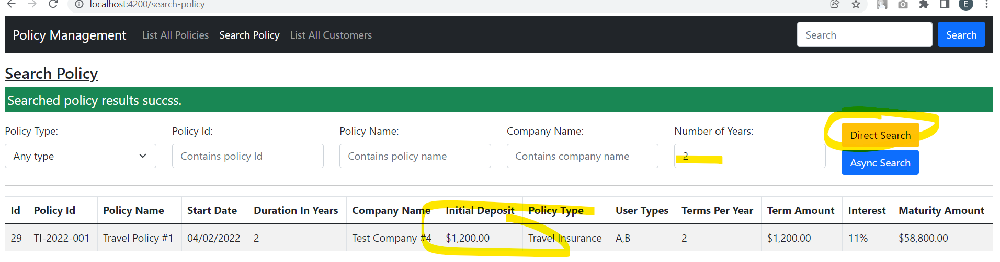 localhost:4200/search-policy
E
Policy Management List All Policies Search Policy List All Customers Search Search
Search Policy
Searched policy results succss.
Policy Type: Policy Id: Policy Name: Company Name: Number of Years: Direct Search
Any type Contains policy Id Contains policy name Contains company name 2 Async Search
Id Policy Id Policy Name Start Date Duration In Years Company Name Initial Deposit Policy Type User Types Terms Per Year Term Amount Interest Maturity Amount
29 TI-2022-001 Travel Policy #1 04/02/2022 2 Test Company #4 $1,200.00 Travel Insurance A,B 2 $1,200.00 11% $58,800.00